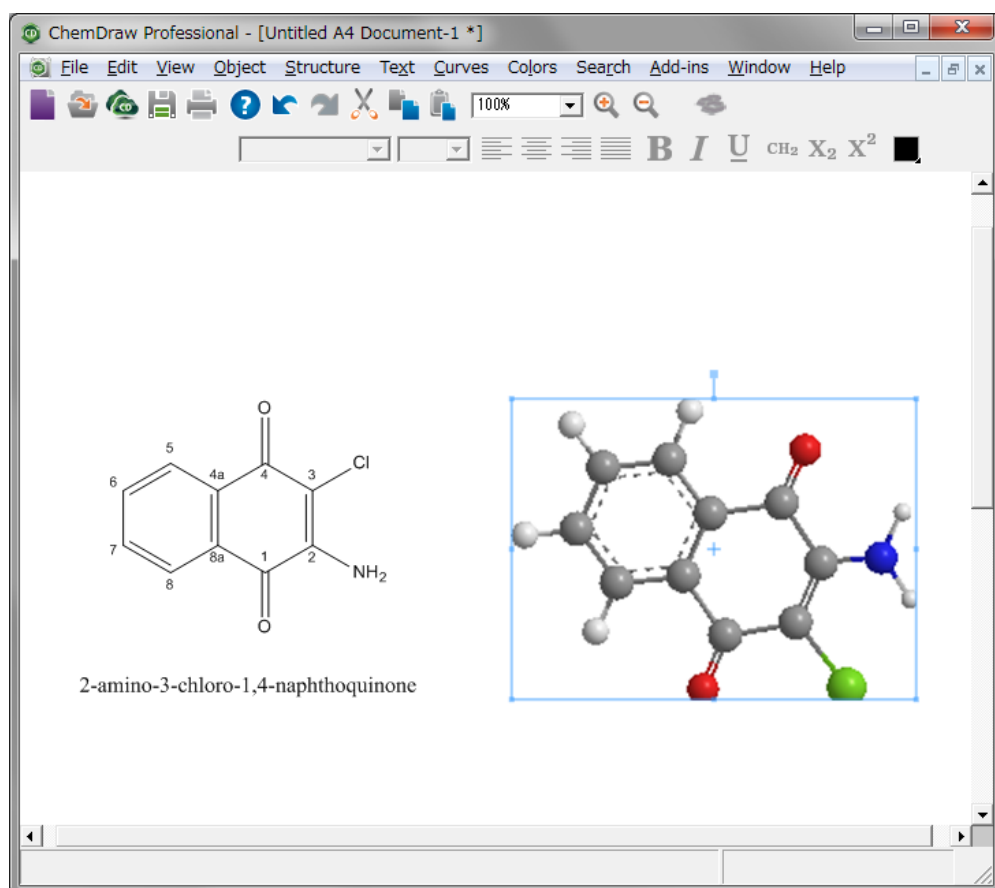 ChemDraw Professional - [Untitled A4 Document-1 *]
File Edit View Object Structure Text Curves Colors Search Add-ins Window Help
100%
B I U CH₂ X₂ X²
O
5 4a 4 3 Cl
6
7 8a 1 2
8 NH₂
O
2-amino-3-chloro-1,4-naphthoquinone